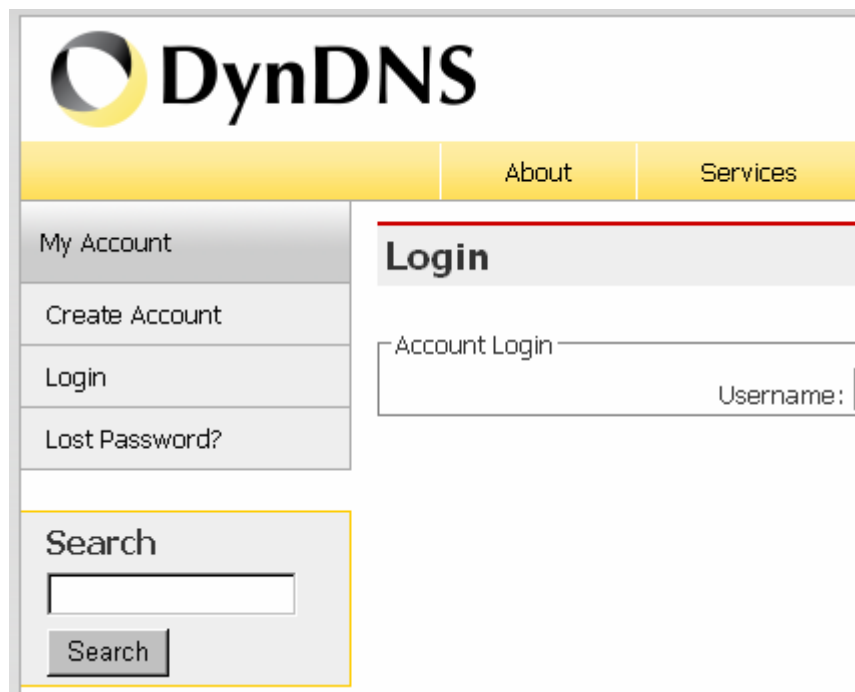 DynDNS
About Services
My Account
Create Account
Login
Lost Password?
Search
Search
Login
Account Login
Username: